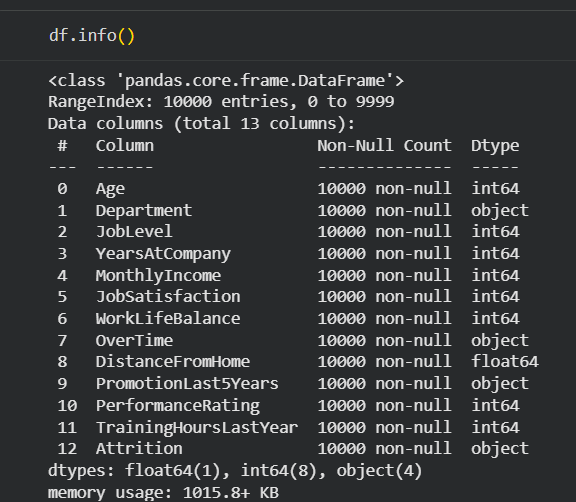 df.info()
<class 'pandas.core.frame.DataFrame'>
RangeIndex: 10000 entries, 0 to 9999
Data columns (total 13 columns):
 #   Column                 Non-Null Count  Dtype
---  ------                 --------------  -----
 0   Age                    10000 non-null  int64
 1   Department             10000 non-null  object
 2   JobLevel               10000 non-null  int64
 3   YearsAtCompany         10000 non-null  int64
 4   MonthlyIncome          10000 non-null  int64
 5   JobSatisfaction        10000 non-null  int64
 6   WorkLifeBalance        10000 non-null  int64
 7   OverTime               10000 non-null  object
 8   DistanceFromHome       10000 non-null  float64
 9   PromotionLast5Years    10000 non-null  object
 10  PerformanceRating      10000 non-null  int64
 11  TrainingHoursLastYear  10000 non-null  int64
 12  Attrition              10000 non-null  object
dtypes: float64(1), int64(8), object(4)
memory usage: 1015.8+ KB